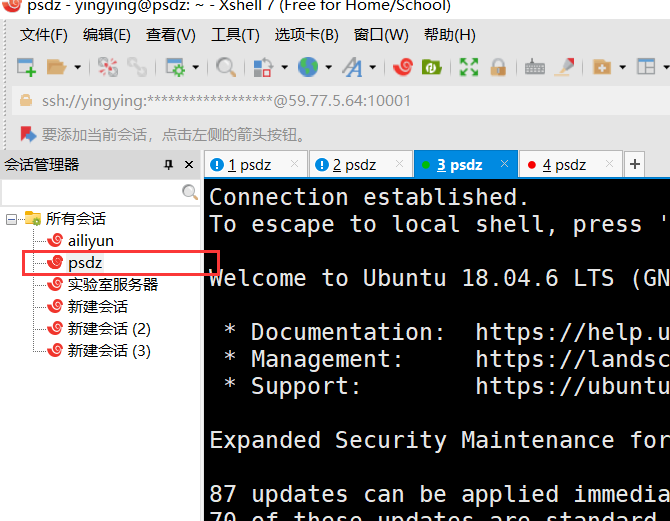 psdz - yingying@psdz: ~ - Xshell 7 (Free for Home/School)
文件(F) 编辑(E) 查看(V) 工具(T) 选项卡(B) 窗口(W) 帮助(H)
ssh://yingying:******************@59.77.5.64:10001
要添加当前会话，点击左侧的箭头按钮。
会话管理器
1 psdz
2 psdz
3 psdz
4 psdz
所有会话
ailiyun
psdz
实验室服务器
新建会话
新建会话 (2)
新建会话 (3)
Connection established.
To escape to local shell, press '
Welcome to Ubuntu 18.04.6 LTS (GN
* Documentation: https://help.u
* Management: https://landsc
* Support: https://ubuntu
Expanded Security Maintenance for
87 updates can be applied immedia
70 of these updates are standard